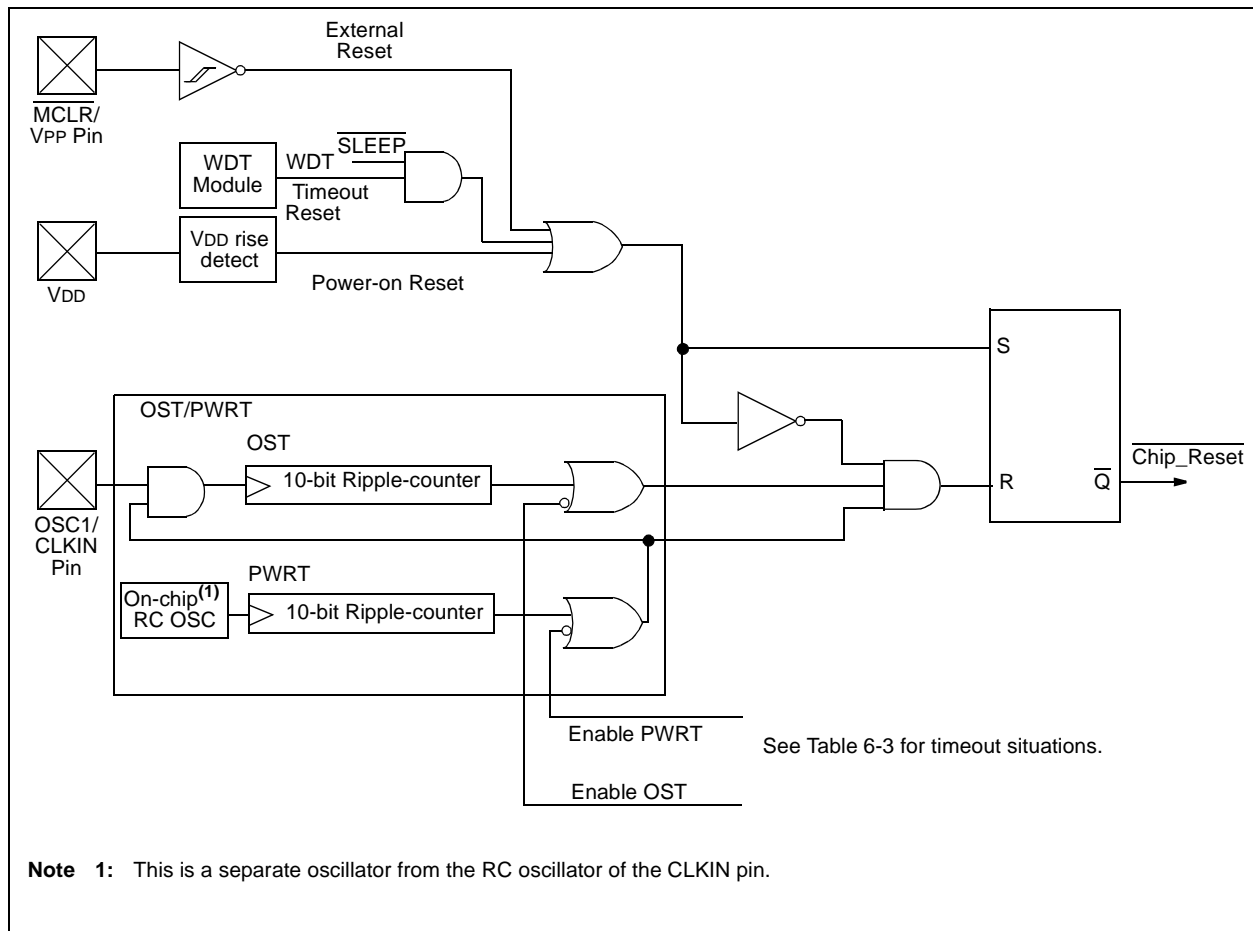 External
Reset
M̅C̅L̅R̅/
VPP Pin
S̅L̅E̅E̅P̅
WDT
Module
WDT
Timeout
Reset
VDD rise
detect
VDD
Power-on Reset
S
OST/PWRT
OST
10-bit Ripple-counter
OSC1/
CLKIN
Pin
R
Q̅
C̅h̅i̅p̅_̅R̅e̅s̅e̅t̅
PWRT
On-chip(1)
RC OSC
10-bit Ripple-counter
Enable PWRT
See Table 6-3 for timeout situations.
Enable OST
Note 1: This is a separate oscillator from the RC oscillator of the CLKIN pin.